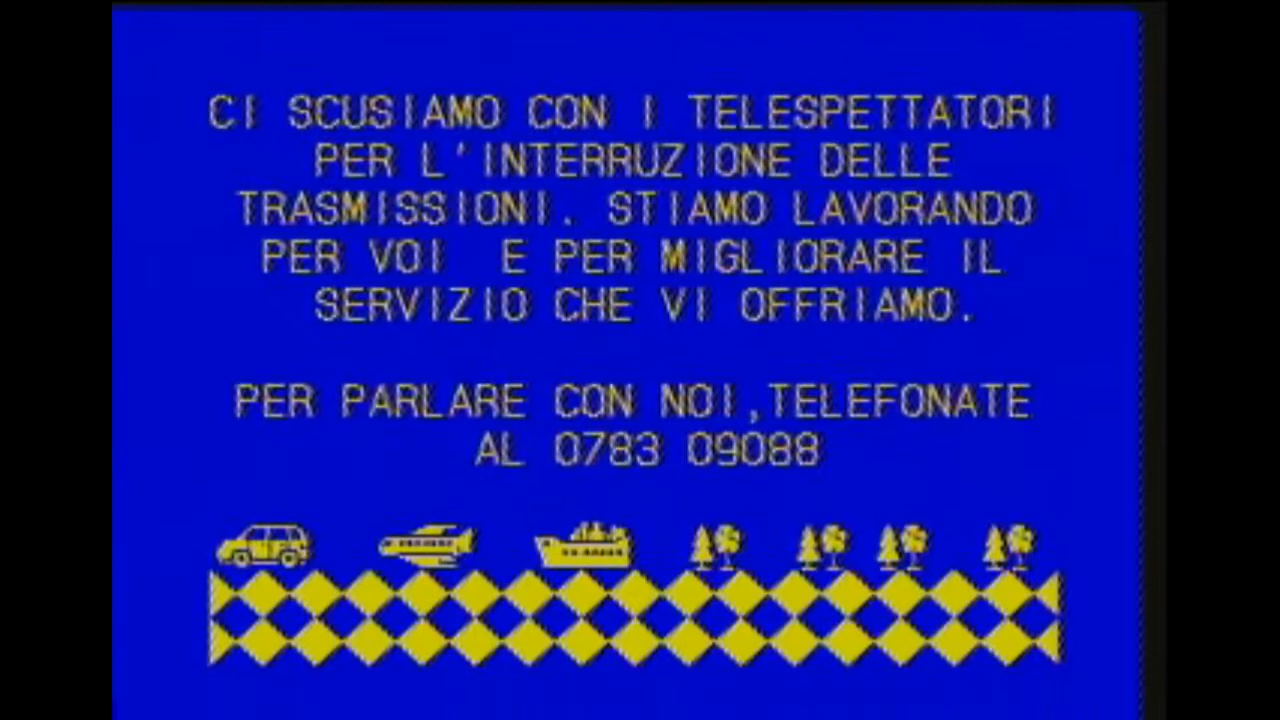 CI SCUSIAMO CON I TELESPETTATORI
PER L'INTERRUZIONE DELLE
TRASMISSIONI. STIAMO LAVORANDO
PER VOI E PER MIGLIORARE IL
SERVIZIO CHE VI OFFRIAMO.
PER PARLARE CON NOI,TELEFONATE
AL 0783 09088